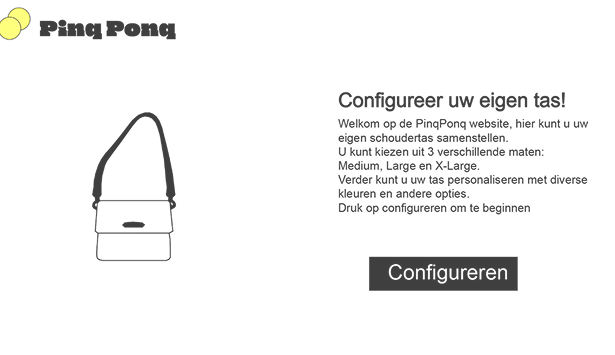 Pinq Ponq
Configureer uw eigen tas!
Welkom op de PinqPonq website, hier kunt u uw
eigen schoudertas samenstellen.
U kunt kiezen uit 3 verschillende maten:
Medium, Large en X-Large.
Verder kunt u uw tas personaliseren met diverse
kleuren en andere opties.
Druk op configureren om te beginnen
Configureren